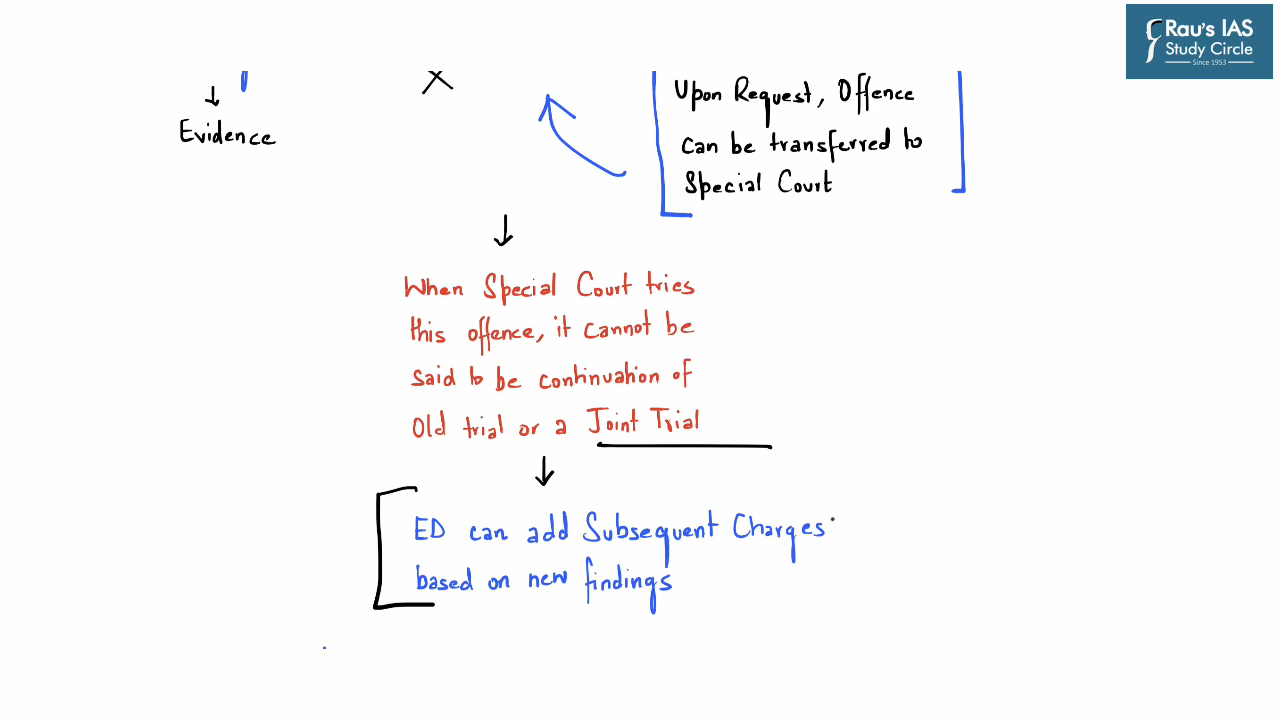 Rau's IAS
Study Circle
Since 1953
Evidence
Upon Request, Offence
can be transferred to
Special Court
When Special Court tries
this offence, it cannot be
said to be continuation of
Old trial or a Joint Trial
ED can add Subsequent Charges
based on new findings